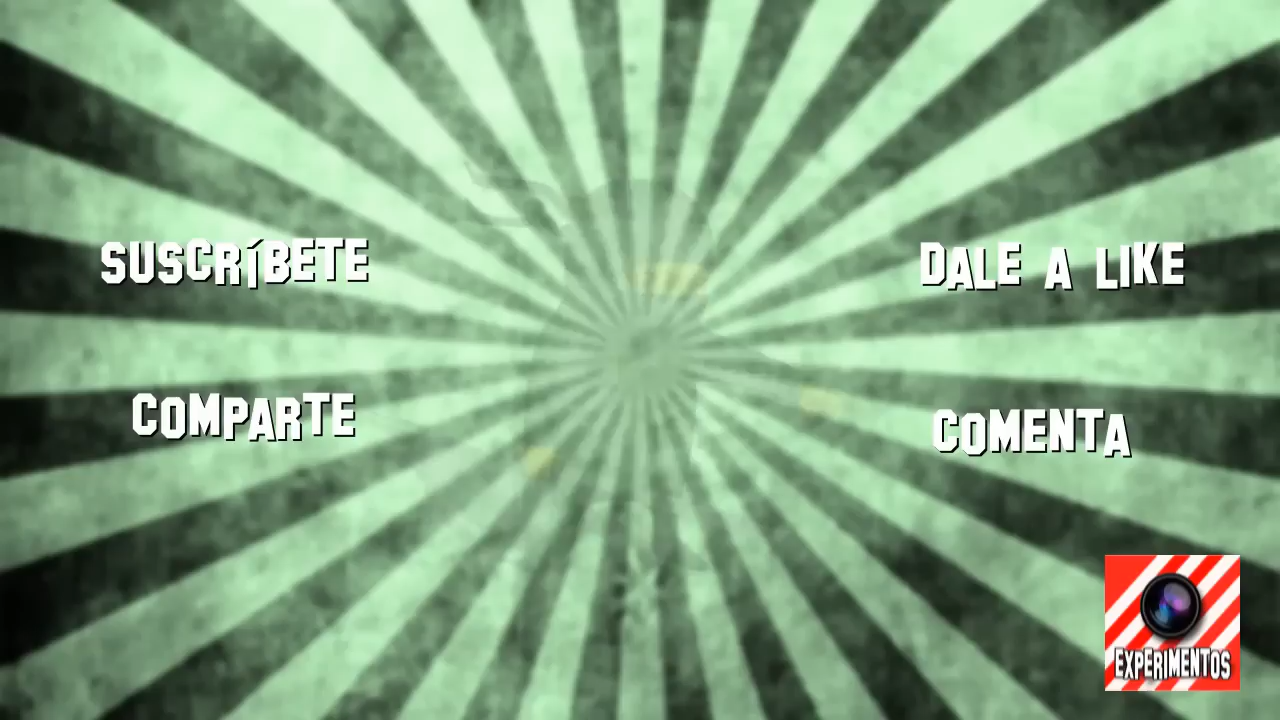 SUSCRÍBETE
DALE A LIKE
COMPARTE
COMENTA
EXPERIMENTOS